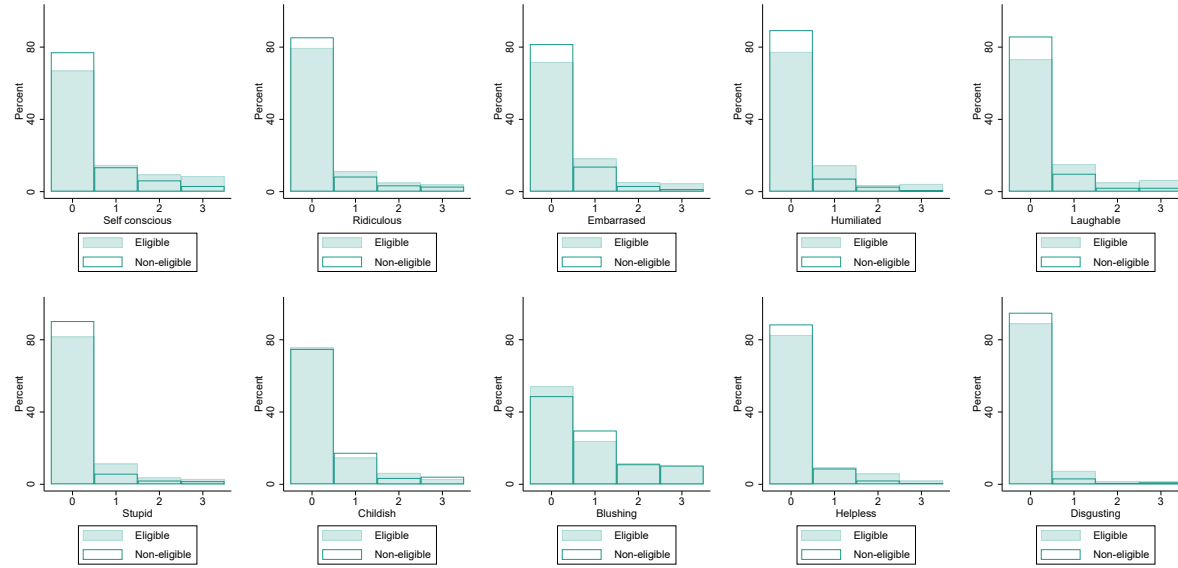 Percent
80
40
0
0 1 2 3
Self conscious
Eligible
Non-eligible
Percent
80
40
0
0 1 2 3
Ridiculous
Eligible
Non-eligible
Percent
80
40
0
0 1 2 3
Embarrased
Eligible
Non-eligible
Percent
80
40
0
0 1 2 3
Humiliated
Eligible
Non-eligible
Percent
80
40
0
0 1 2 3
Laughable
Eligible
Non-eligible
Percent
80
40
0
0 1 2 3
Stupid
Eligible
Non-eligible
Percent
80
40
0
0 1 2 3
Childish
Eligible
Non-eligible
Percent
80
40
0
0 1 2 3
Blushing
Eligible
Non-eligible
Percent
80
40
0
0 1 2 3
Helpless
Eligible
Non-eligible
Percent
80
40
0
0 1 2 3
Disgusting
Eligible
Non-eligible